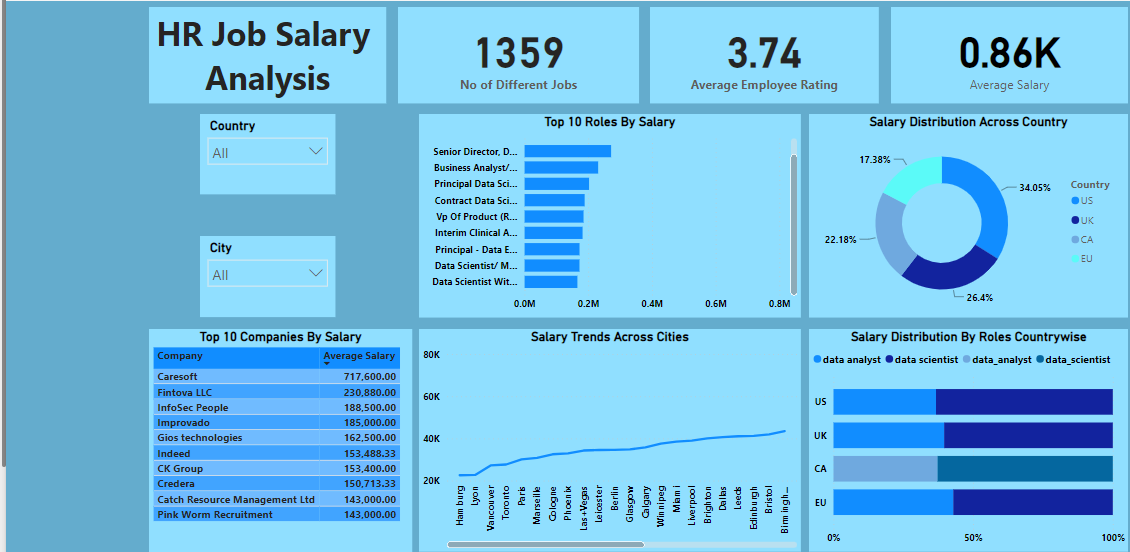 HR Job Salary
Analysis
1359
No of Different Jobs
3.74
Average Employee Rating
0.86K
Average Salary
Country
All
City
All
Top 10 Roles By Salary
Senior Director, D...
Business Analyst/...
Principal Data Sci...
Contract Data Sci...
Vp Of Product (R...
Interim Clinical A...
Principal - Data E...
Data Scientist/ M...
Data Scientist Wit...
0.0M 0.2M 0.4M 0.6M 0.8M
Salary Distribution Across Country
17.38%
34.05%
22.18%
26.4%
Country
US
UK
CA
EU
Top 10 Companies By Salary
Company Average Salary
Caresoft 717,600.00
Fintova LLC 230,880.00
InfoSec People 188,500.00
Improvado 185,000.00
Gios technologies 162,500.00
Indeed 153,488.33
CK Group 153,400.00
Credera 150,713.33
Catch Resource Management Ltd 143,000.00
Pink Worm Recruitment 143,000.00
Salary Trends Across Cities
80K
60K
40K
20K
Hamburg
Lyon
Vancouver
Toronto
Paris
Marseille
Cologne
Phoenix
Las+Vegas
Leicester
Berlin
Glasgow
Calgary
Winnipeg
Miami
Liverpool
Brighton
Dallas
Leeds
Edinburgh
Bristol
Birmingh...
Salary Distribution By Roles Countrywise
data analyst data scientist data_analyst data_scientist
US
UK
CA
EU
0% 50% 100%